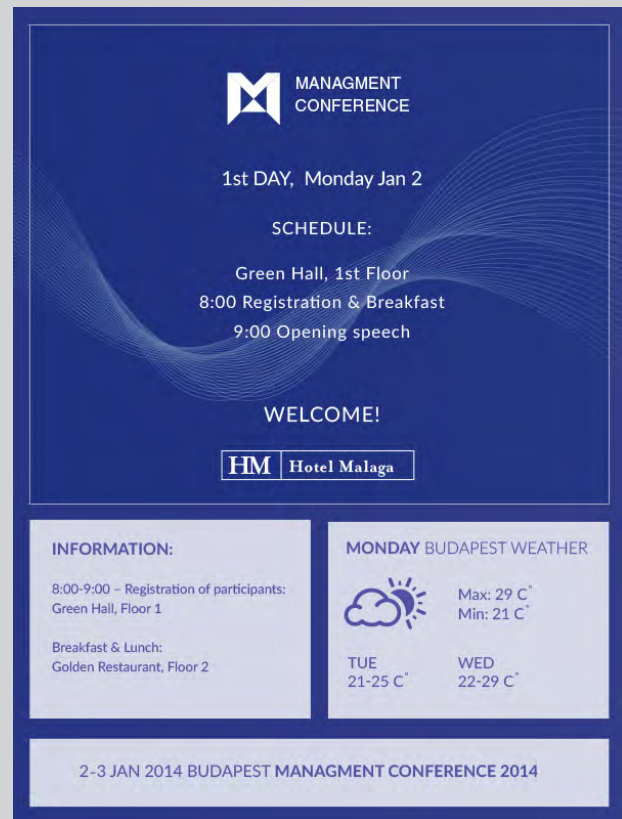 MANAGMENT
CONFERENCE
1st DAY, Monday Jan 2
SCHEDULE:
Green Hall, 1st Floor
8:00 Registration & Breakfast
9:00 Opening speech
WELCOME!
HM Hotel Malaga
INFORMATION:
8:00-9:00 – Registration of participants:
Green Hall, Floor 1
Breakfast & Lunch:
Golden Restaurant, Floor 2
MONDAY BUDAPEST WEATHER
Max: 29 C°
Min: 21 C°
TUE
21-25 C°
WED
22-29 C°
2-3 JAN 2014 BUDAPEST MANAGMENT CONFERENCE 2014